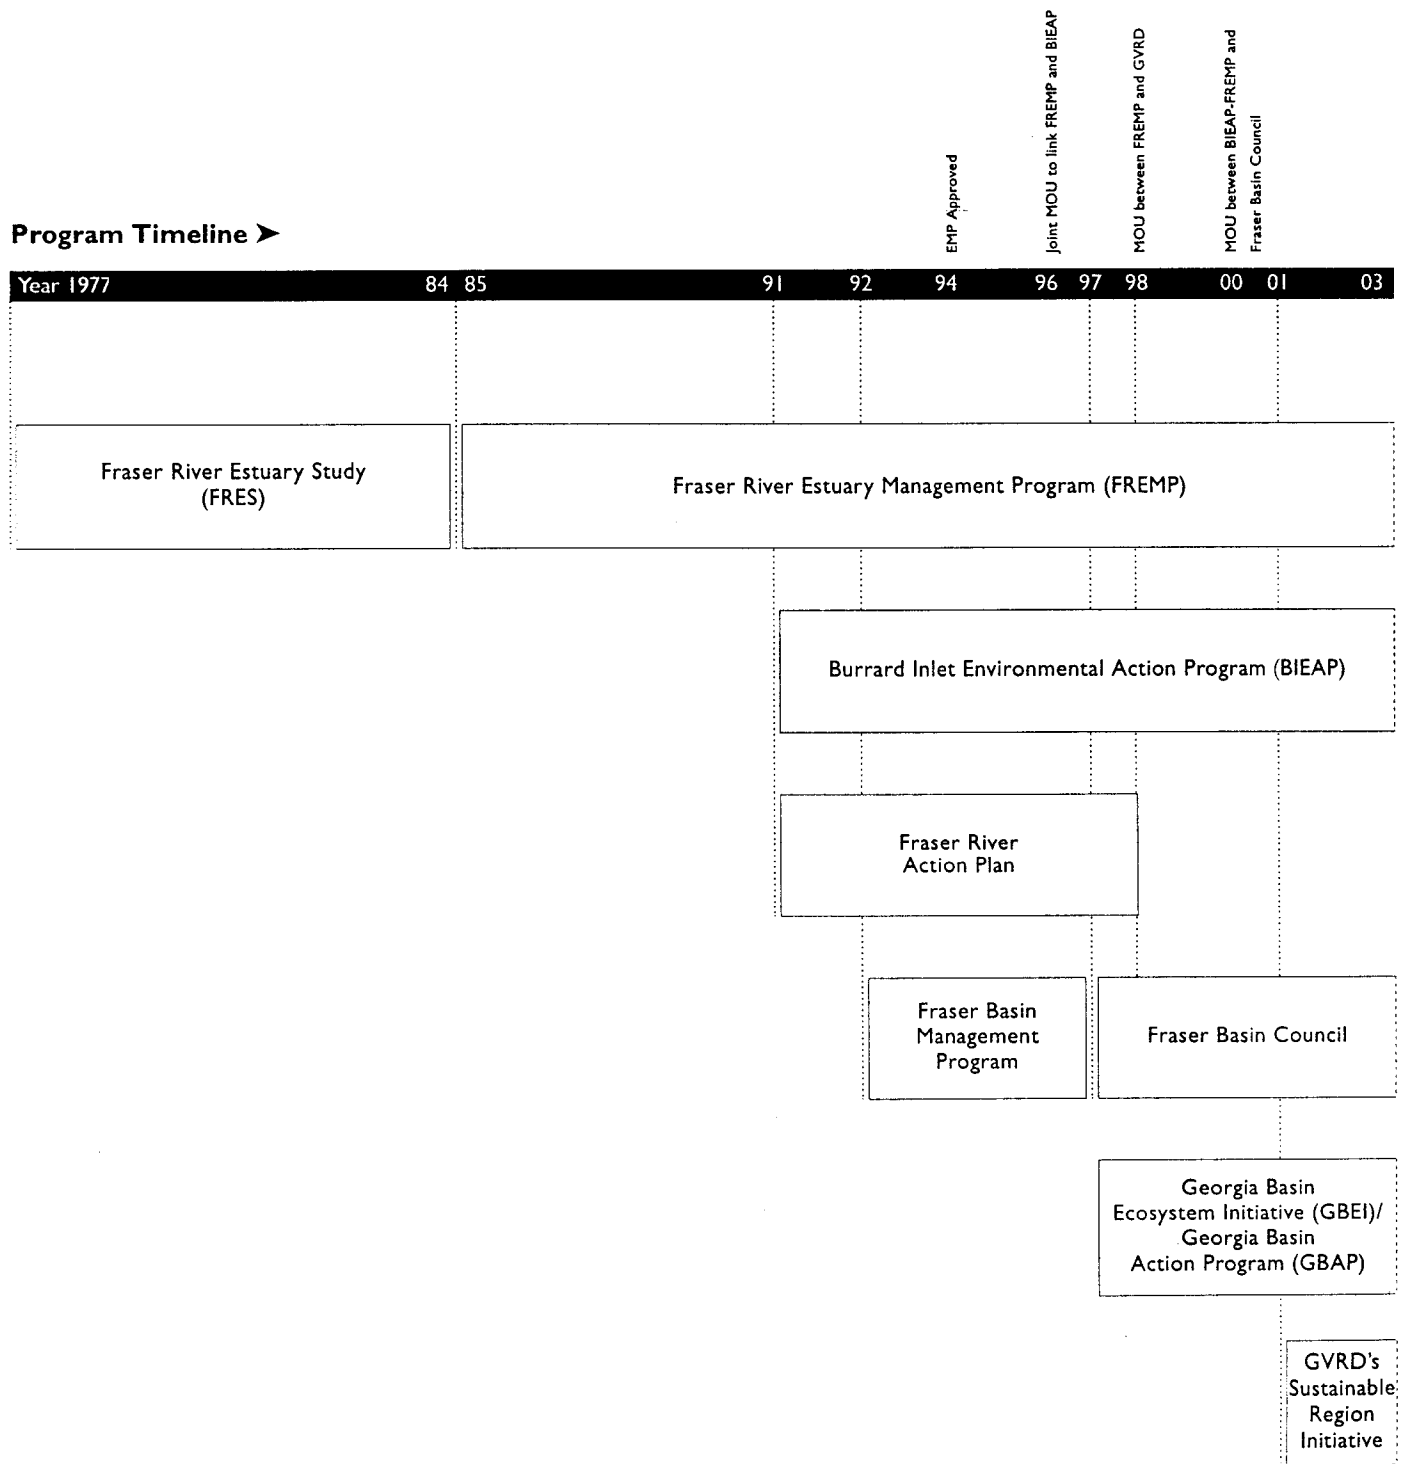 EMP Approved
Joint MOU to link FREMP and BIEAP
MOU between FREMP and GVRD
MOU between BIEAP-FREMP and
Fraser Basin Council
Program Timeline ➤
Year 1977 84 85 91 92 94 96 97 98 00 01 03
Fraser River Estuary Study
(FRES)
Fraser River Estuary Management Program (FREMP)
Burrard Inlet Environmental Action Program (BIEAP)
Fraser River
Action Plan
Fraser Basin
Management
Program
Fraser Basin Council
Georgia Basin
Ecosystem Initiative (GBEI)/
Georgia Basin
Action Program (GBAP)
GVRD's
Sustainable
Region
Initiative